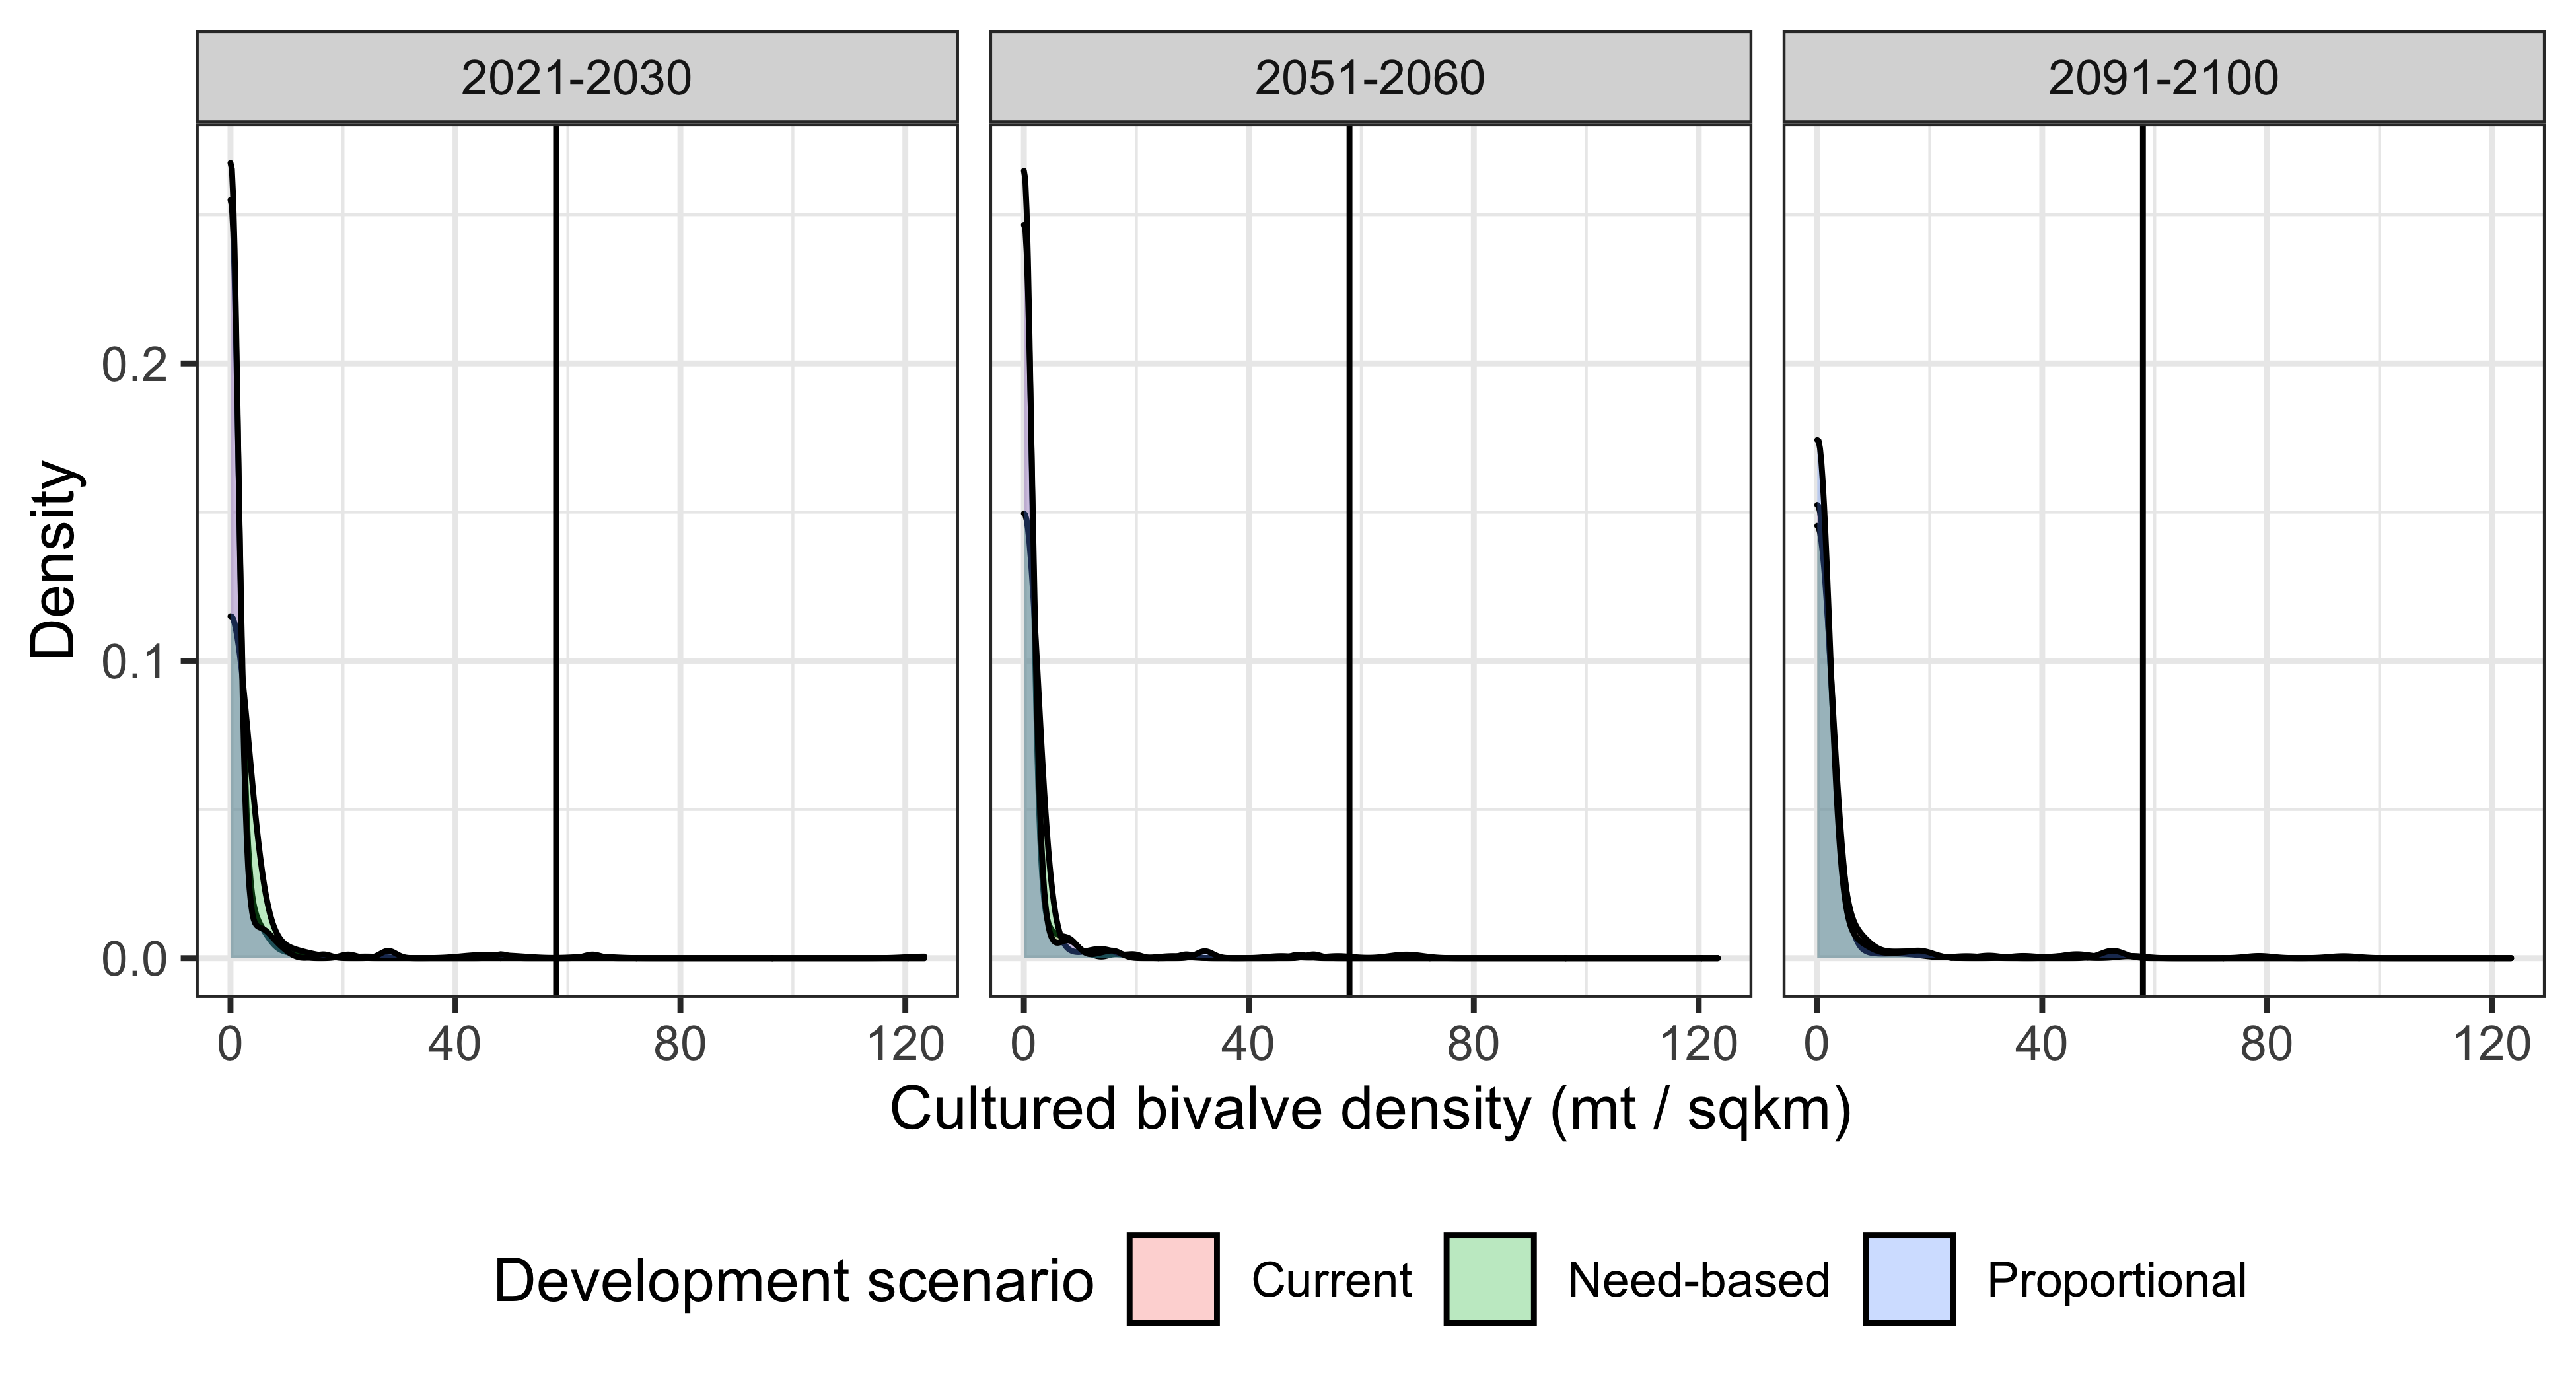 2021-2030 2051-2060 2091-2100
Density
0.2
0.1
0.0
0 40 80 120 0 40 80 120 0 40 80 120
Cultured bivalve density (mt / sqkm)
Development scenario Current Need-based Proportional